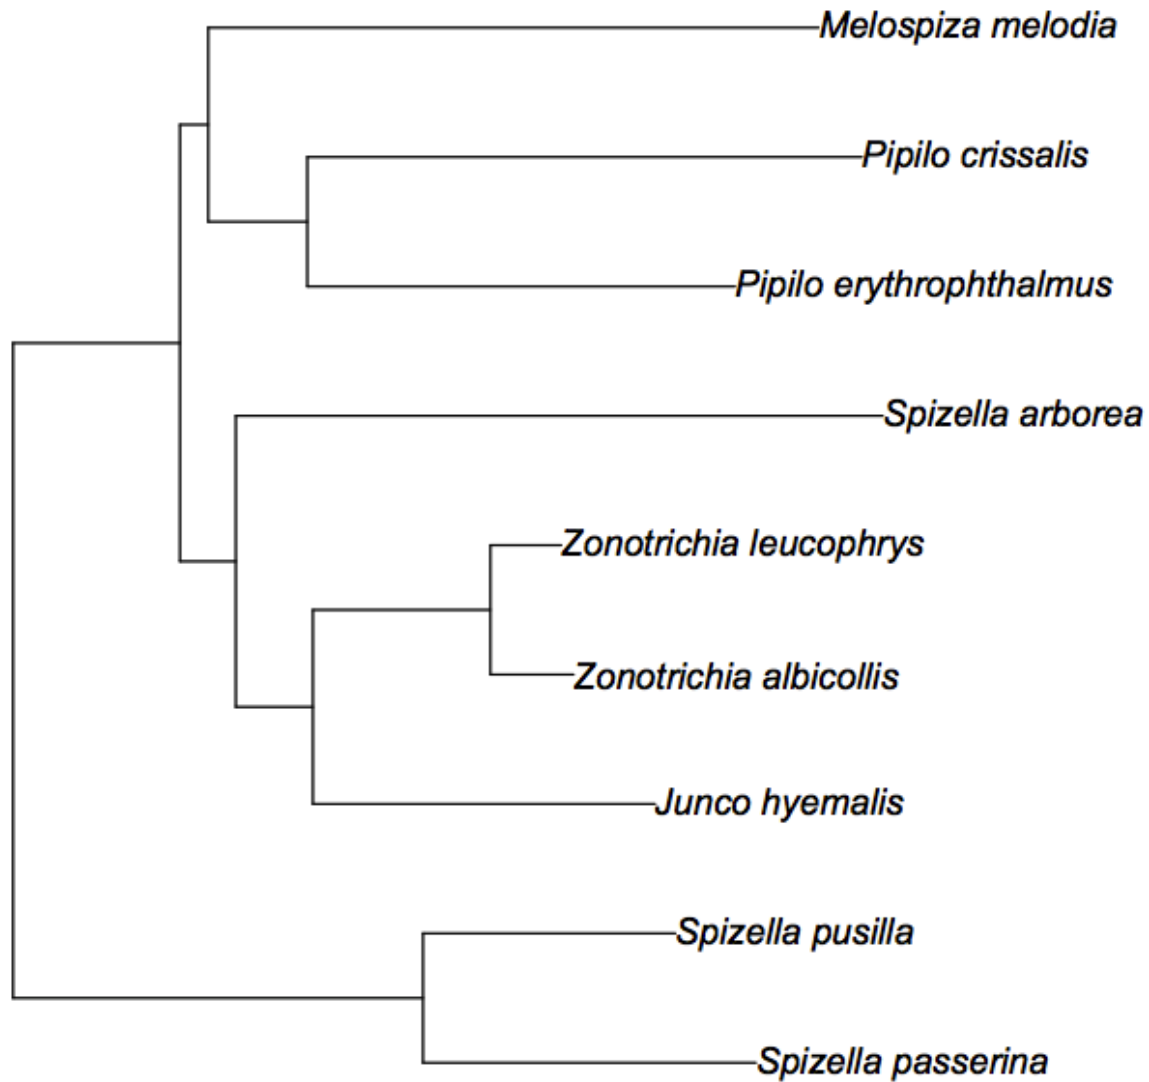 Melospiza melodia
Pipilo crissalis
Pipilo erythrophthalmus
Spizella arborea
Zonotrichia leucophrys
Zonotrichia albicollis
Junco hyemalis
Spizella pusilla
Spizella passerina